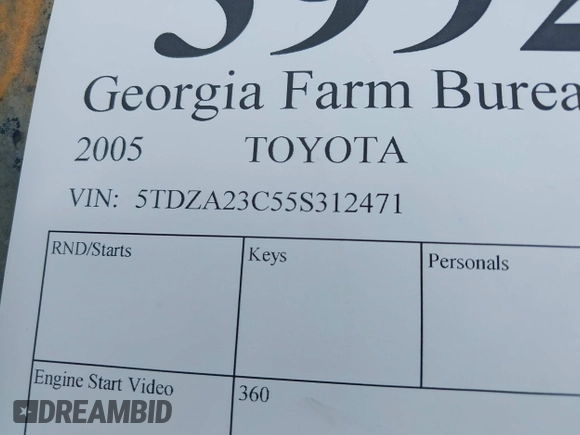 Georgia Farm Burea
2005 TOYOTA
VIN: 5TDZA23C55S312471
RND/Starts Keys Personals
Engine Start Video 360
DREAMBID